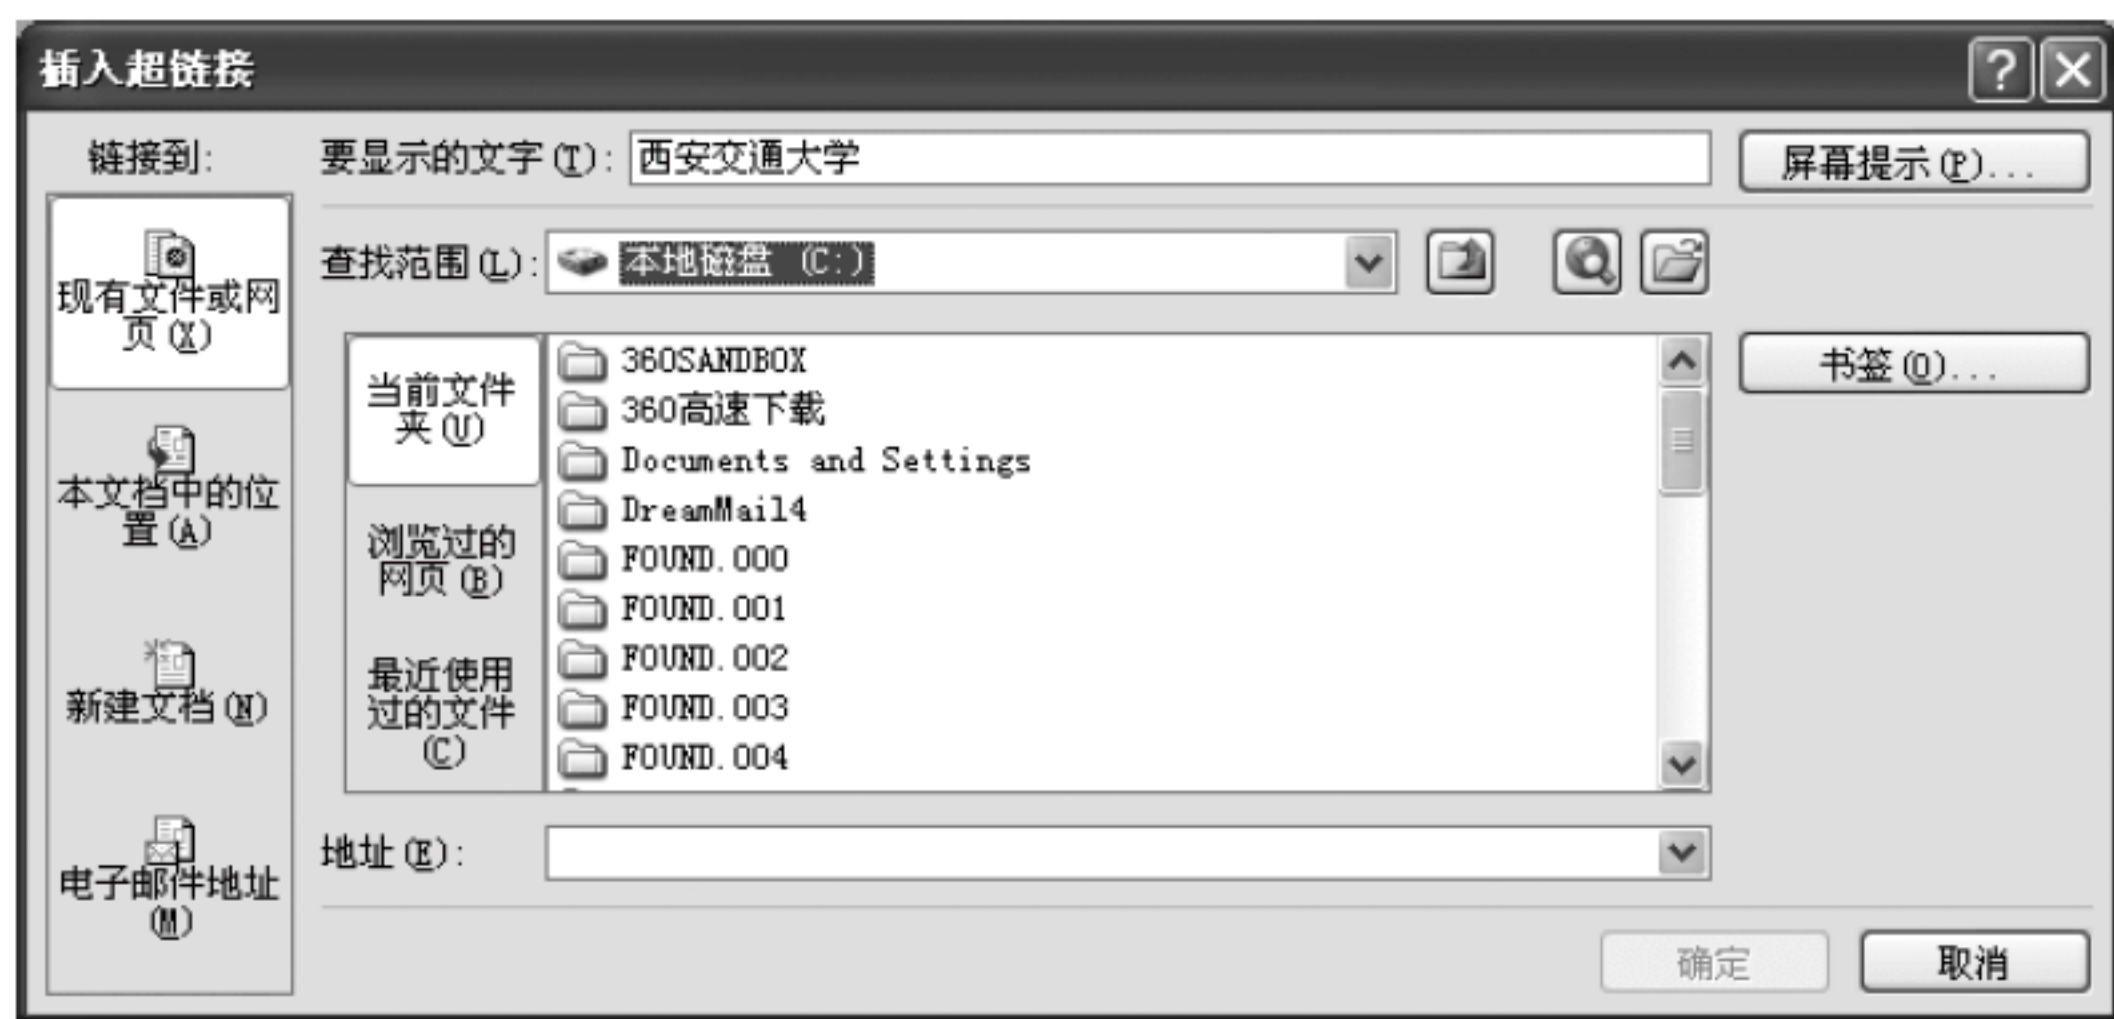 插入超链接
链接到:
要显示的文字(T): 西安交通大学
屏幕提示(P)...
现有文件或网
页(X)
本文档中的位
置(A)
新建文档(N)
电子邮件地址
(M)
查找范围(L): 本地磁盘 (C:)
当前文件
夹(U)
浏览过的
网页(B)
最近使用
过的文件
(C)
360SANDBOX
360高速下载
Documents and Settings
DreamMail4
FOUND.000
FOUND.001
FOUND.002
FOUND.003
FOUND.004
书签(O)...
地址(E):
确定
取消